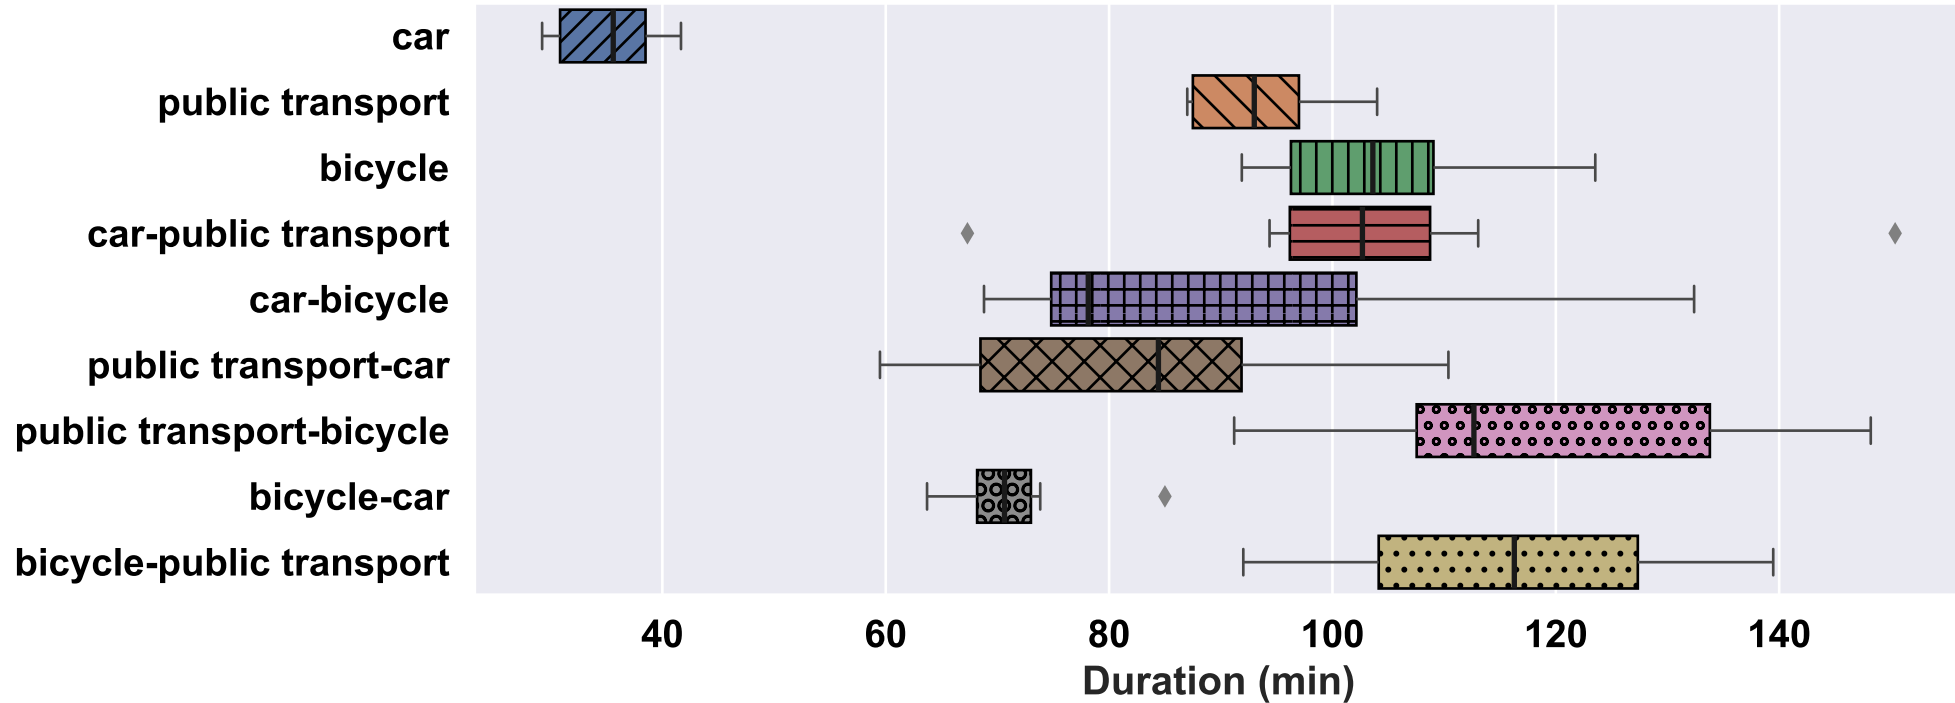 car
public transport
bicycle
car-public transport
car-bicycle
public transport-car
public transport-bicycle
bicycle-car
bicycle-public transport
40 60 80 100 120 140
Duration (min)